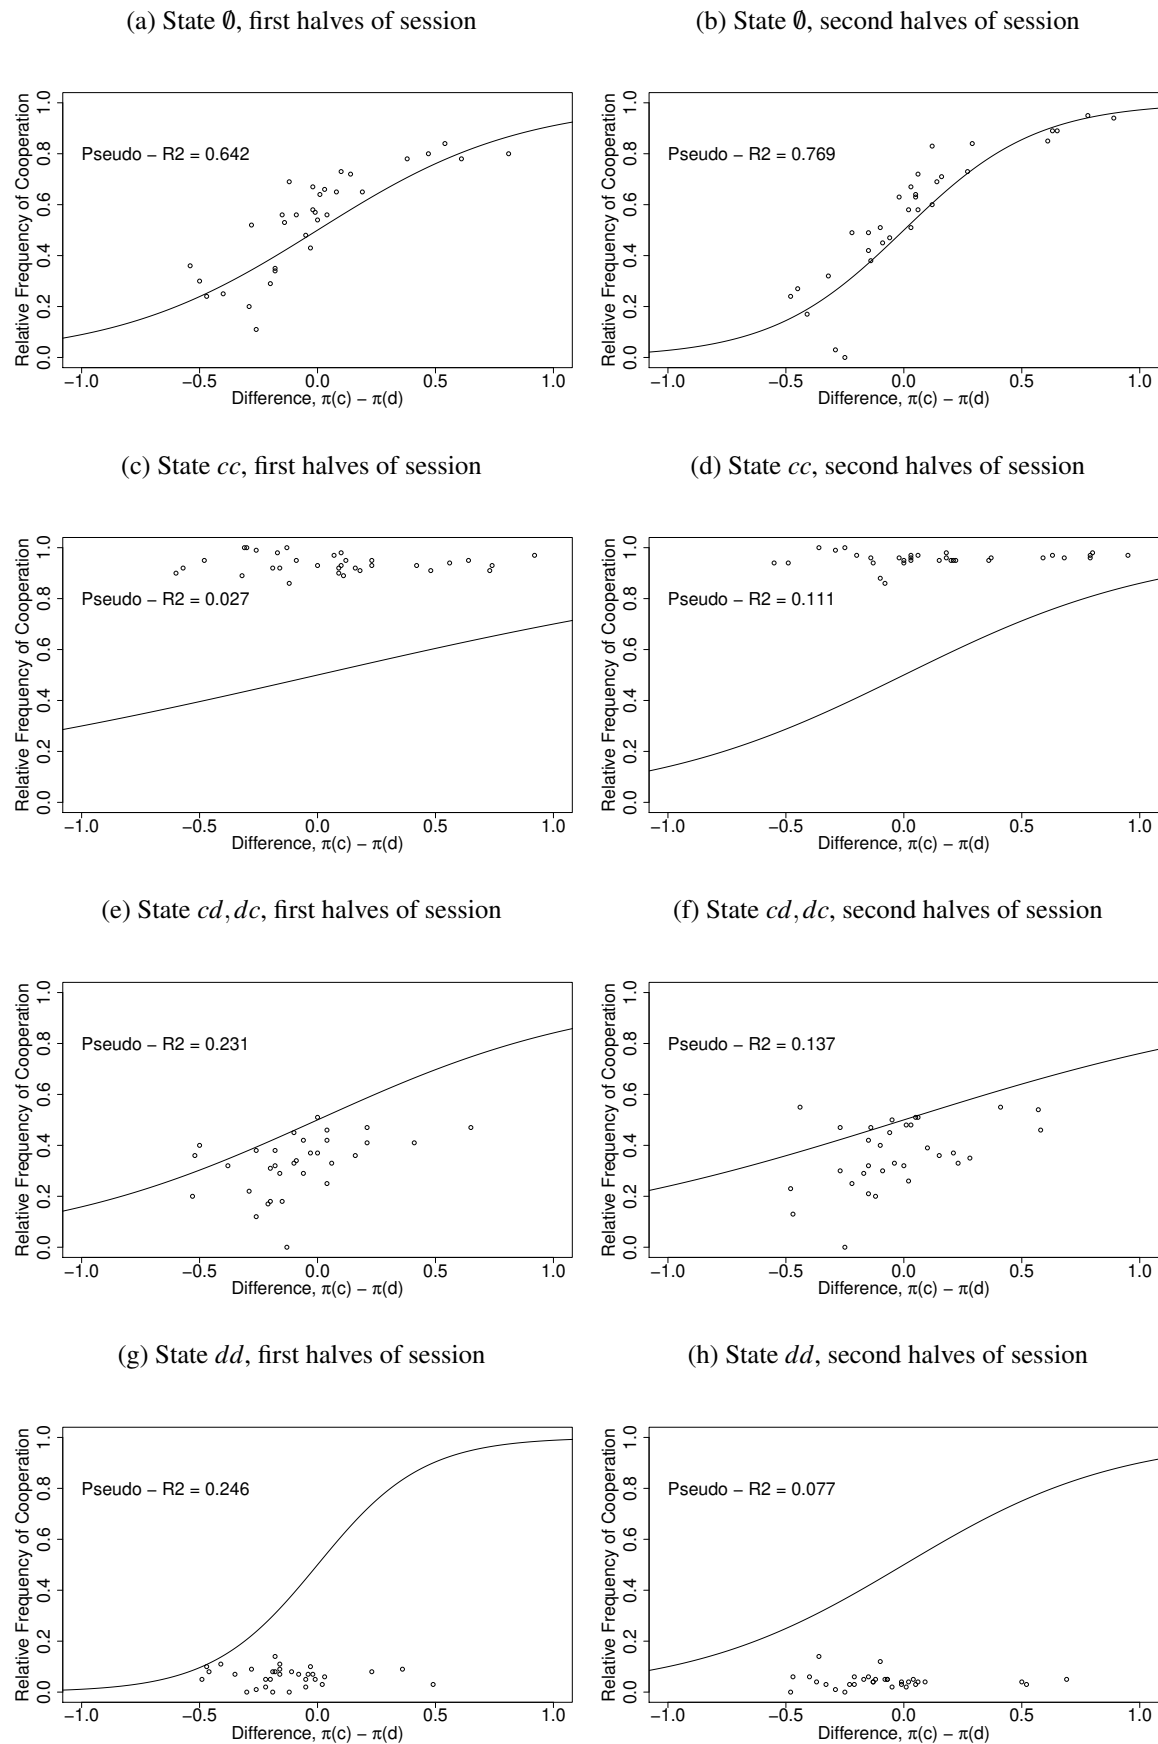 (a) State ∅, first halves of session
(b) State ∅, second halves of session
Relative Frequency of Cooperation
0.0 0.2 0.4 0.6 0.8 1.0
Pseudo − R2 = 0.642
−1.0 −0.5 0.0 0.5 1.0
Difference, π(c) − π(d)
Relative Frequency of Cooperation
0.0 0.2 0.4 0.6 0.8 1.0
Pseudo − R2 = 0.769
−1.0 −0.5 0.0 0.5 1.0
Difference, π(c) − π(d)
(c) State cc, first halves of session
(d) State cc, second halves of session
Relative Frequency of Cooperation
0.0 0.2 0.4 0.6 0.8 1.0
Pseudo − R2 = 0.027
−1.0 −0.5 0.0 0.5 1.0
Difference, π(c) − π(d)
Relative Frequency of Cooperation
0.0 0.2 0.4 0.6 0.8 1.0
Pseudo − R2 = 0.111
−1.0 −0.5 0.0 0.5 1.0
Difference, π(c) − π(d)
(e) State cd, dc, first halves of session
(f) State cd, dc, second halves of session
Relative Frequency of Cooperation
0.0 0.2 0.4 0.6 0.8 1.0
Pseudo − R2 = 0.231
−1.0 −0.5 0.0 0.5 1.0
Difference, π(c) − π(d)
Relative Frequency of Cooperation
0.0 0.2 0.4 0.6 0.8 1.0
Pseudo − R2 = 0.137
−1.0 −0.5 0.0 0.5 1.0
Difference, π(c) − π(d)
(g) State dd, first halves of session
(h) State dd, second halves of session
Relative Frequency of Cooperation
0.0 0.2 0.4 0.6 0.8 1.0
Pseudo − R2 = 0.246
−1.0 −0.5 0.0 0.5 1.0
Difference, π(c) − π(d)
Relative Frequency of Cooperation
0.0 0.2 0.4 0.6 0.8 1.0
Pseudo − R2 = 0.077
−1.0 −0.5 0.0 0.5 1.0
Difference, π(c) − π(d)